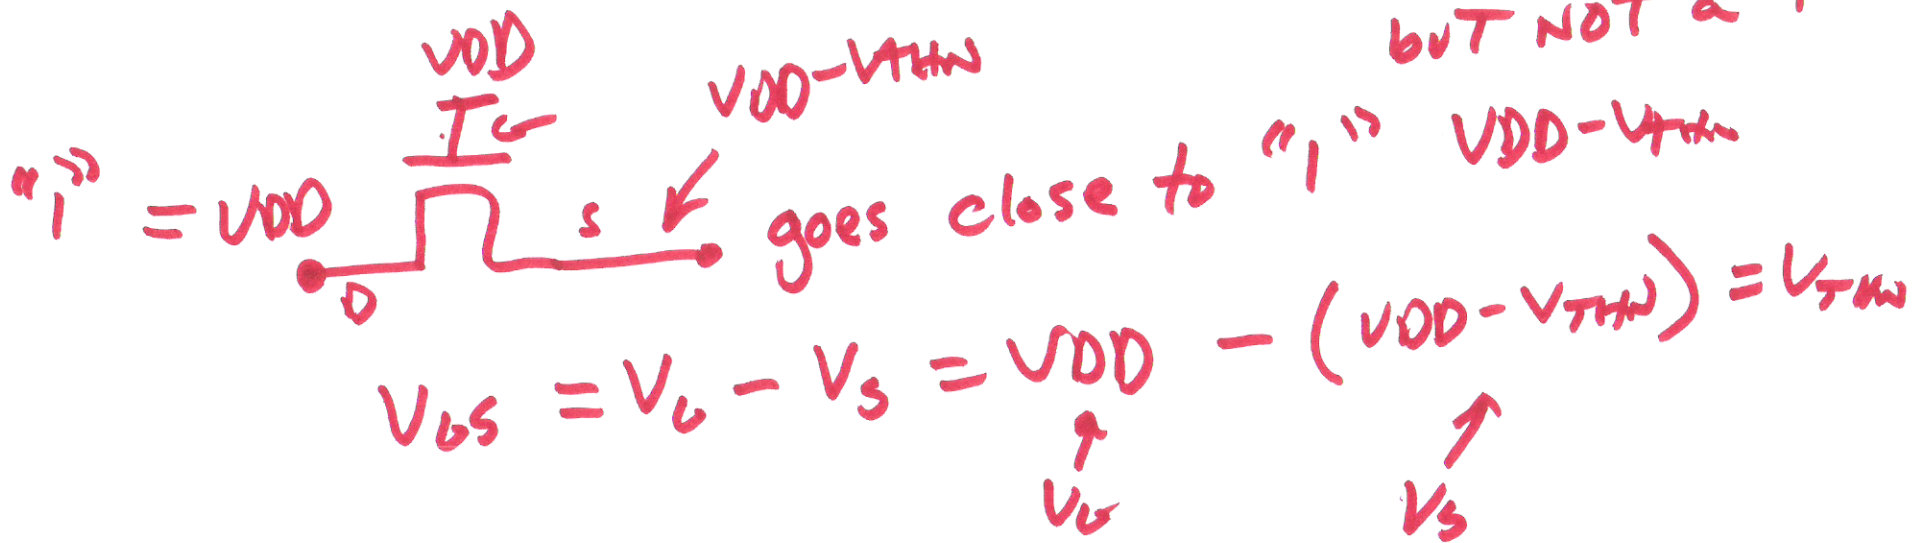 but NOT a
VDD
G
VDD-VTHN
"1" = VDD
D
S
goes close to "1" VDD-VTHN
VGS = VG - VS = VDD - (VDD-VTHN) = VTHN
VG
VS